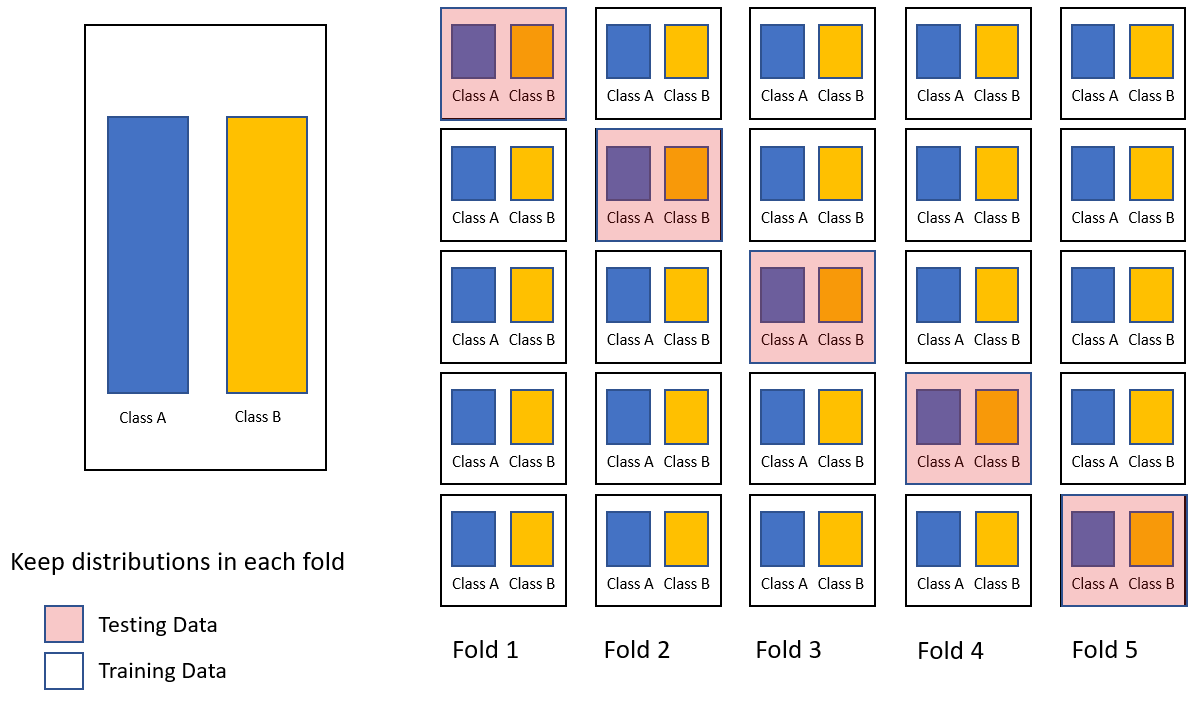 Class A Class B Class A Class B Class A Class B Class A Class B Class A Class B
Class A Class B Class A Class B Class A Class B Class A Class B Class A Class B
Class A Class B Class A Class B Class A Class B Class A Class B Class A Class B
Class A Class B
Class A Class B Class A Class B Class A Class B Class A Class B Class A Class B
Keep distributions in each fold
Class A Class B Class A Class B Class A Class B Class A Class B Class A Class B
Testing Data
Training Data
Fold 1 Fold 2 Fold 3 Fold 4 Fold 5